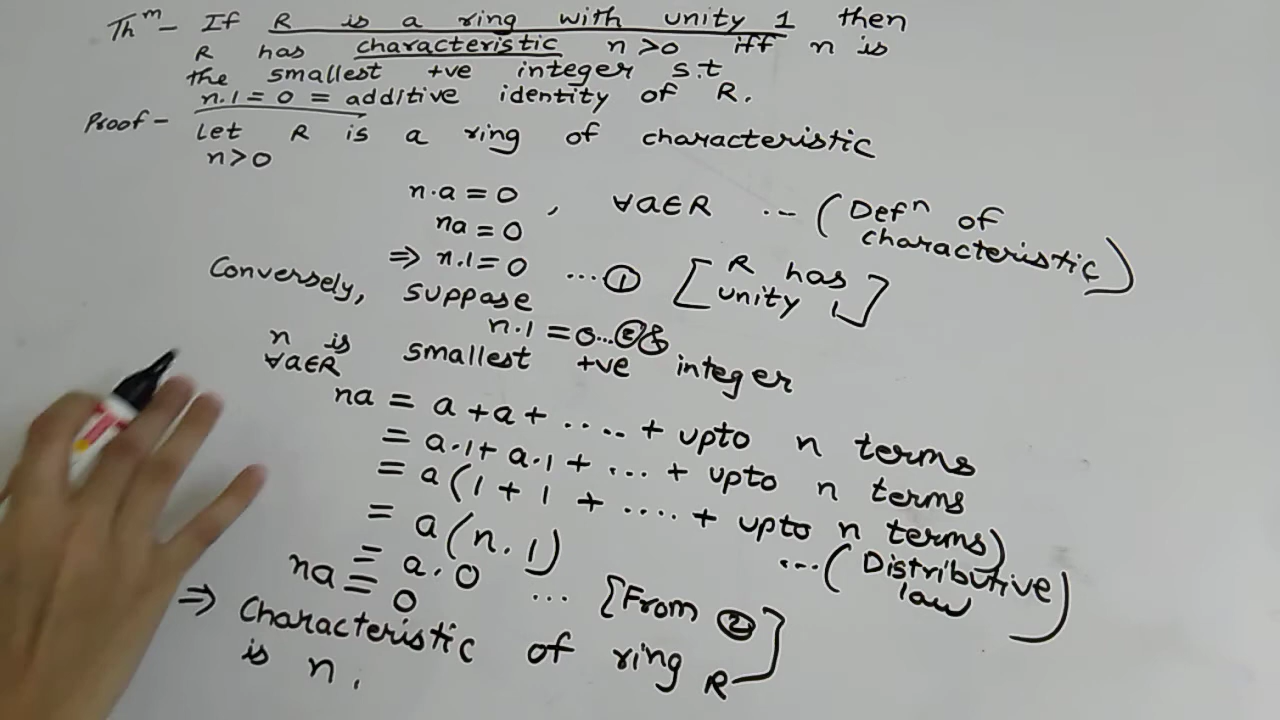 Thᵐ - If R is a ring with unity 1 then
R has characteristic n>0 iff n is
the smallest +ve integer s.t
n.1 = 0 = additive identity of R.
Proof - Let R is a ring of characteristic
n>0
n.a = 0 , ∀a∈R ... (Defⁿ of characteristic)
na = 0
⇒ n.1 = 0 ... ① [R has unity 1]
Conversely, suppase
n.1 = 0...② &
n is smallest +ve integer
∀a∈R
na = a + a + ..... + upto n terms
= a.1 + a.1 + ... + upto n terms
= a(1 + 1 + .... + upto n terms)
= a(n.1) ...(Distributive law)
= a.0 ... [From ②]
na = 0
⇒ Characteristic of ring R
is n.